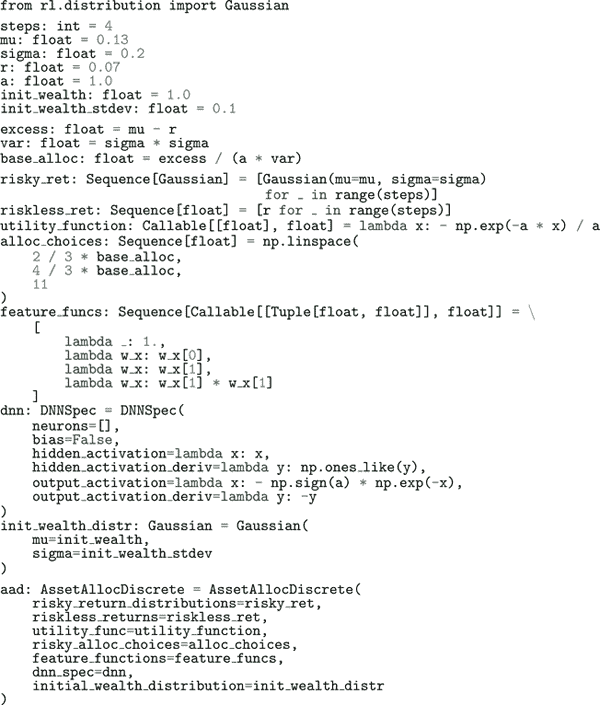 from rl.distribution import Gaussian
steps: int = 4
mu: float = 0.13
sigma: float = 0.2
r: float = 0.07
a: float = 1.0
init_wealth: float = 1.0
init_wealth_stdev: float = 0.1
excess: float = mu - r
var: float = sigma * sigma
base_alloc: float = excess / (a * var)
risky_ret: Sequence[Gaussian] = [Gaussian(mu=mu, sigma=sigma)
for _ in range(steps)]
riskless_ret: Sequence[float] = [r for _ in range(steps)]
utility_function: Callable[[float], float] = lambda x: - np.exp(-a * x) / a
alloc_choices: Sequence[float] = np.linspace(
2 / 3 * base_alloc,
4 / 3 * base_alloc,
11
)
feature_funcs: Sequence[Callable[[Tuple[float, float]], float]] = \
[
lambda _: 1.,
lambda w_x: w_x[0],
lambda w_x: w_x[1],
lambda w_x: w_x[1] * w_x[1]
]
dnn: DNNSpec = DNNSpec(
neurons=[],
bias=False,
hidden_activation=lambda x: x,
hidden_activation_deriv=lambda y: np.ones_like(y),
output_activation=lambda x: - np.sign(a) * np.exp(-x),
output_activation_deriv=lambda y: -y
)
init_wealth_distr: Gaussian = Gaussian(
mu=init_wealth,
sigma=init_wealth_stdev
)
aad: AssetAllocDiscrete = AssetAllocDiscrete(
risky_return_distributions=risky_ret,
riskless_returns=riskless_ret,
utility_func=utility_function,
risky_alloc_choices=alloc_choices,
feature_functions=feature_funcs,
dnn_spec=dnn,
initial_wealth_distribution=init_wealth_distr
)